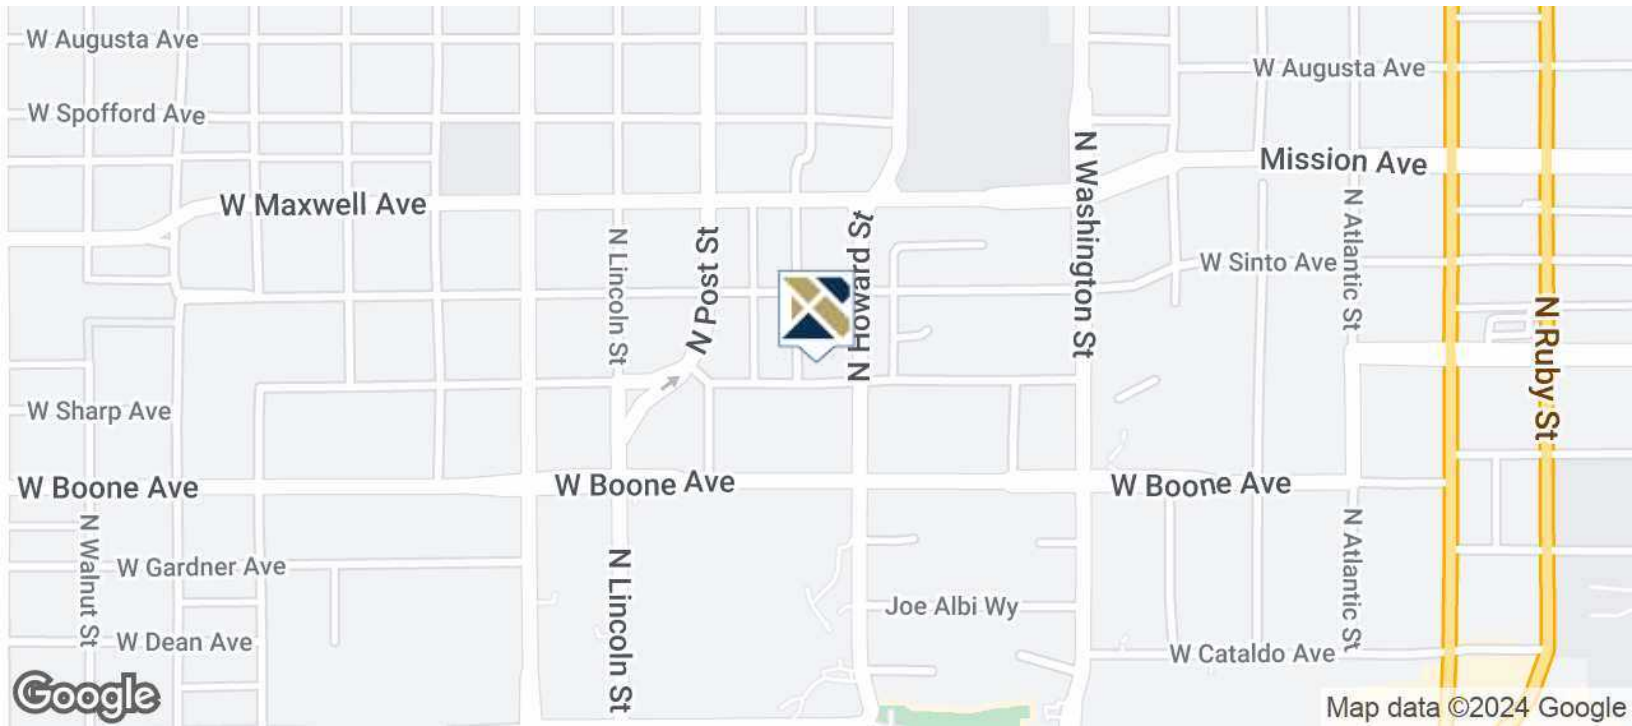 W Augusta Ave
W Augusta Ave
W Spofford Ave
N Washington St
Mission Ave
W Maxwell Ave
N Lincoln St
N Post St
N Howard St
N Atlantic St
W Sinto Ave
N Ruby St
W Sharp Ave
W Boone Ave
W Boone Ave
W Boone Ave
N Walnut St
W Gardner Ave
N Lincoln St
N Atlantic St
Joe Albi Wy
W Dean Ave
W Cataldo Ave
Google
Map data ©2024 Google